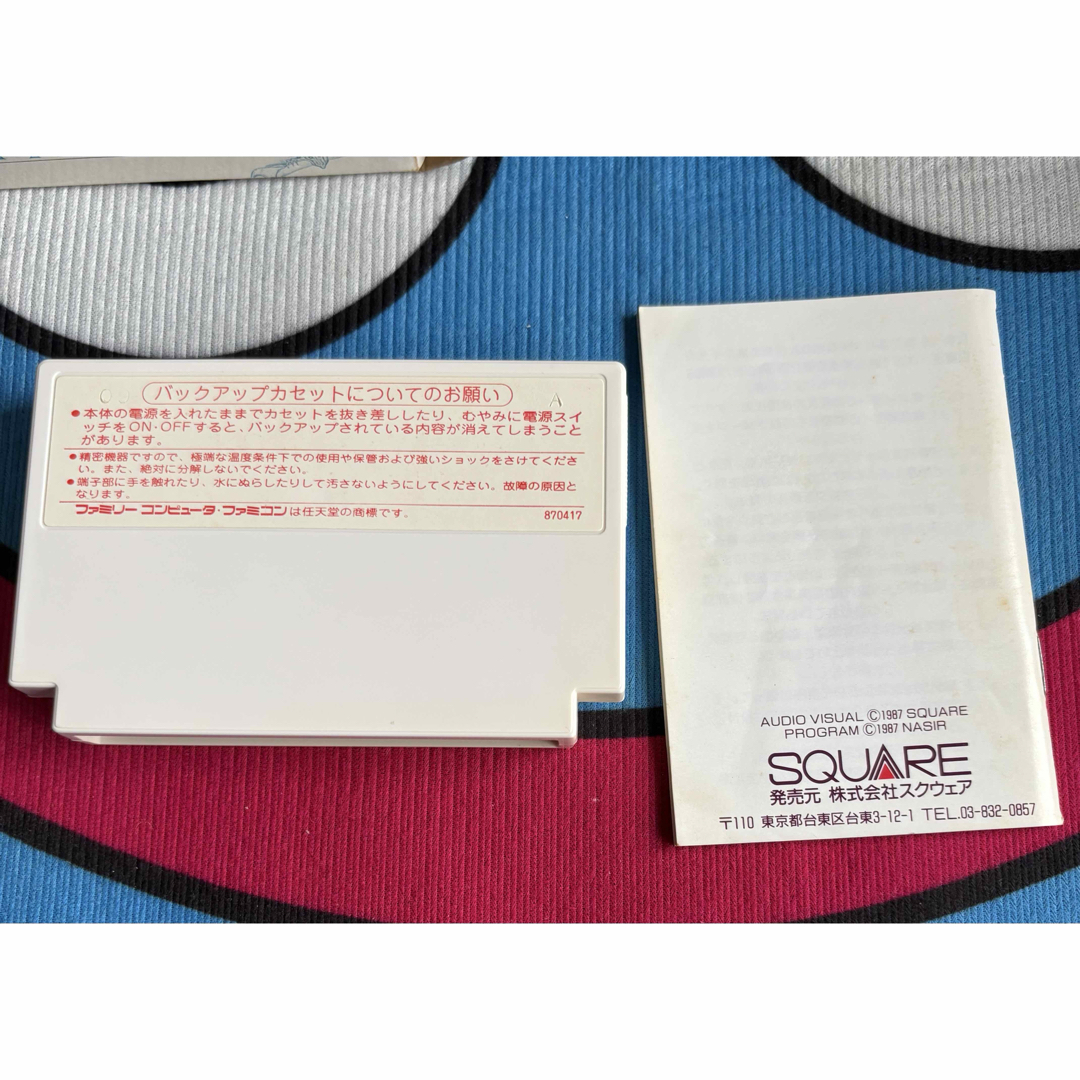 バックアップカセットについてのお願い
A
●本体の電源を入れたままでカセットを抜き差ししたり、むやみに電源スイ
ッチをON・OFFすると、バックアップされている内容が消えてしまうこと
があります。
●精密機器ですので、極端な温度条件下での使用や保管および強いショックをさけてくださ
い。また、絶対に分解しないでください。
●端子部に手を触れたり、水にぬらしたりして汚さないようにしてください。故障の原因と
なります。
ファミリー コンピュータ・ファミコンは任天堂の商標です。
870417
AUDIO VISUAL Ⓒ1987 SQUARE
PROGRAM Ⓒ1987 NASIR
SQUARE
発売元 株式会社スクウェア
〒110 東京都台東区台東3-12-1 TEL.03-832-0857